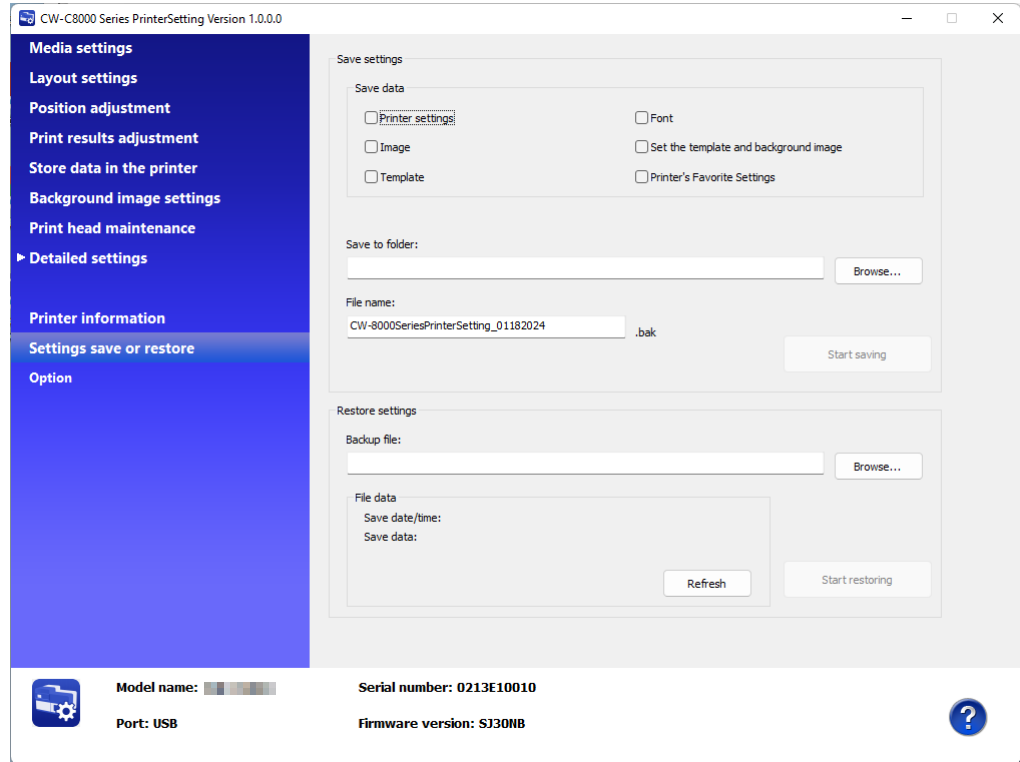 CW-C8000 Series PrinterSetting Version 1.0.0.0
Media settings
Layout settings
Position adjustment
Print results adjustment
Store data in the printer
Background image settings
Print head maintenance
Detailed settings
Printer information
Settings save or restore
Option
Save settings
Save data
Printer settings
Font
Image
Set the template and background image
Template
Printer's Favorite Settings
Save to folder:
Browse...
File name:
CW-8000SeriesPrinterSetting_01182024
.bak
Start saving
Restore settings
Backup file:
Browse...
File data
Save date/time:
Save data:
Refresh
Start restoring
Model name:
Serial number: 0213E10010
Port: USB
Firmware version: SJ30NB
?